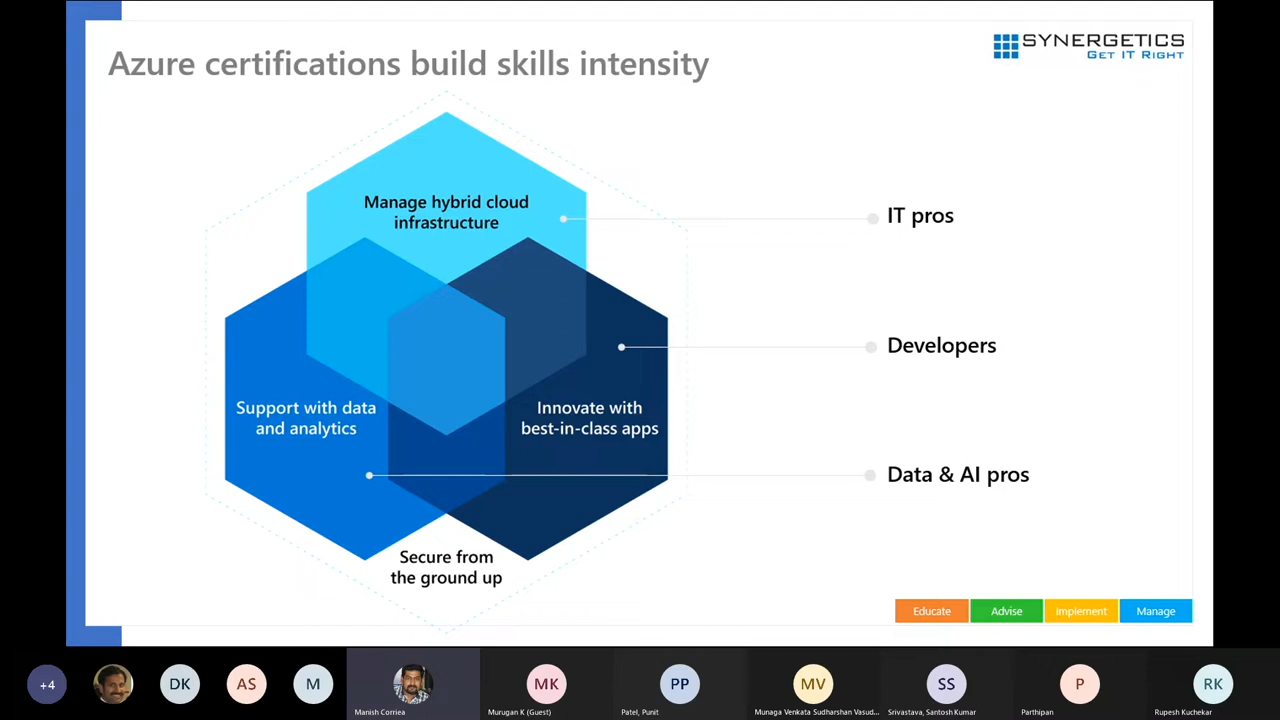 Azure certifications build skills intensity
SYNERGETICS
GET IT RIGHT
Manage hybrid cloud
infrastructure
IT pros
Developers
Support with data
and analytics
Innovate with
best-in-class apps
Data & AI pros
Secure from
the ground up
Educate
Advise
Implement
Manage
+4
DK
AS
M
MK
PP
MV
SS
P
RK
Manish Corriea
Murugan K (Guest)
Patel, Punit
Munaga Venkata Sudharshan Vasud...
Srivastava, Santosh Kumar
Parthipan
Rupesh Kuchekar